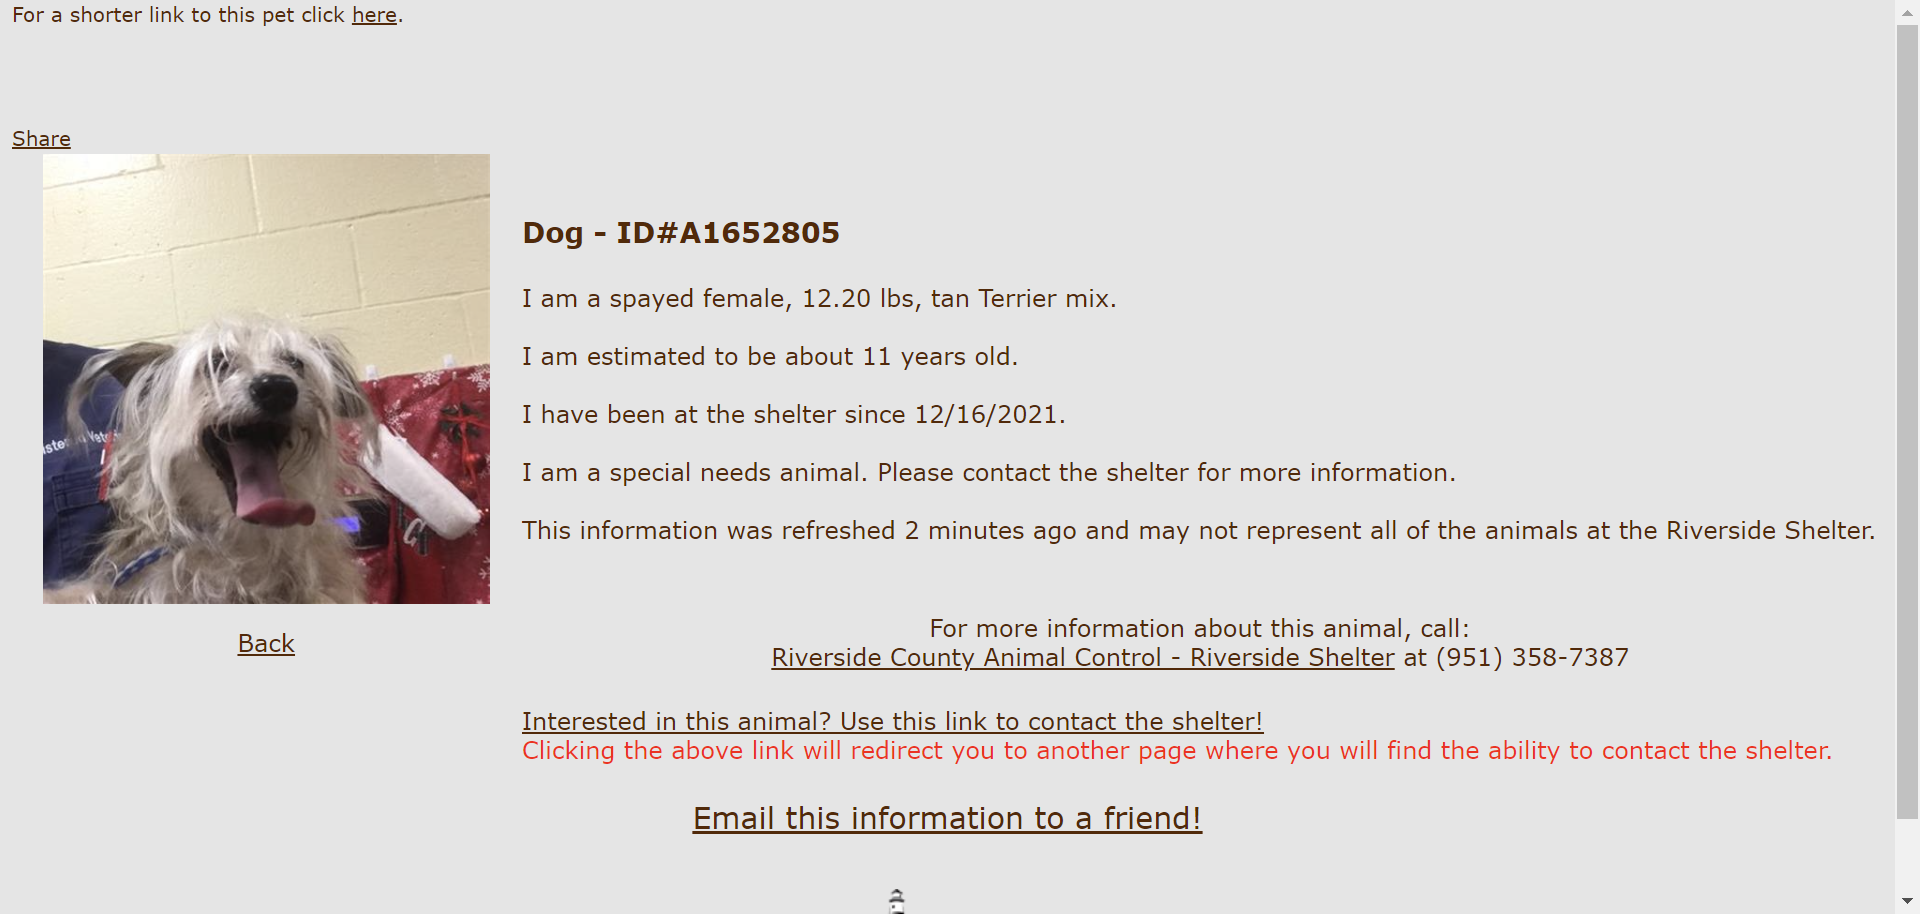 For a shorter link to this pet click here.
Share
Dog - ID#A1652805
I am a spayed female, 12.20 lbs, tan Terrier mix.
I am estimated to be about 11 years old.
I have been at the shelter since 12/16/2021.
I am a special needs animal. Please contact the shelter for more information.
This information was refreshed 2 minutes ago and may not represent all of the animals at the Riverside Shelter.
Back
For more information about this animal, call:
Riverside County Animal Control - Riverside Shelter at (951) 358-7387
Interested in this animal? Use this link to contact the shelter!
Clicking the above link will redirect you to another page where you will find the ability to contact the shelter.
Email this information to a friend!